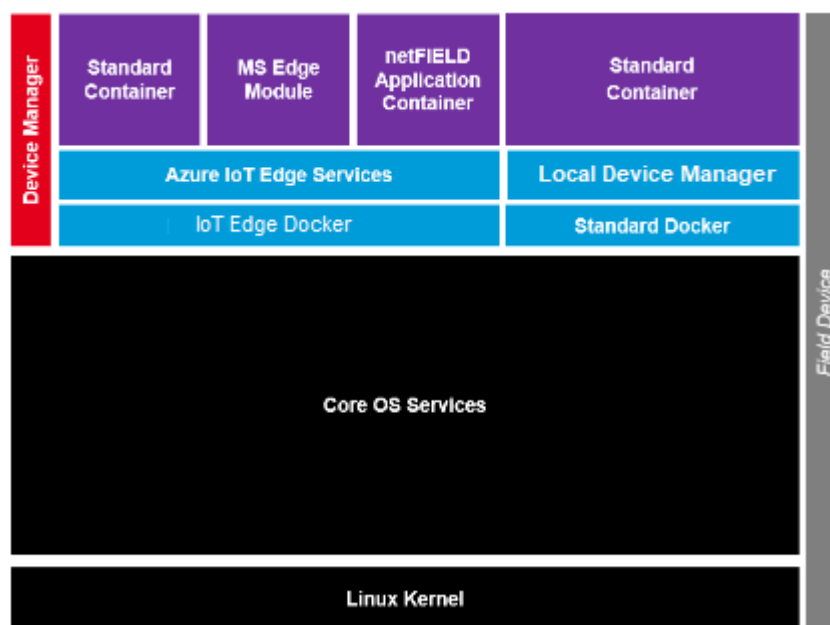 Device Manager
Standard
Container
MS Edge
Module
netFIELD
Application
Container
Standard
Container
Azure IoT Edge Services
Local Device Manager
IoT Edge Docker
Standard Docker
Core OS Services
Linux Kernel
Field Device